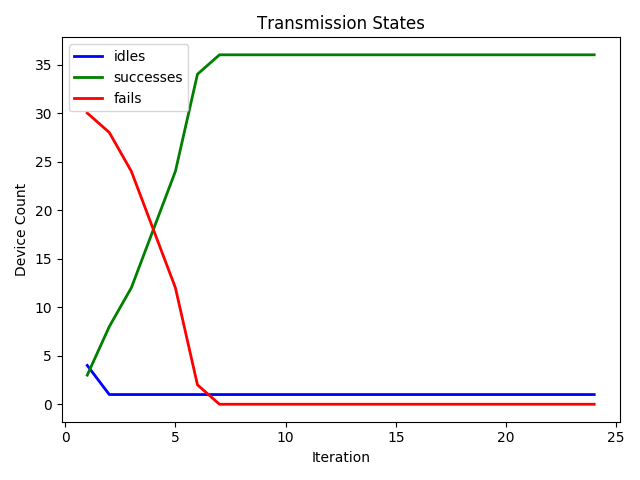 Transmission States
idles
successes
fails
Device Count
35
30
25
20
15
10
5
0
0 5 10 15 20 25
Iteration